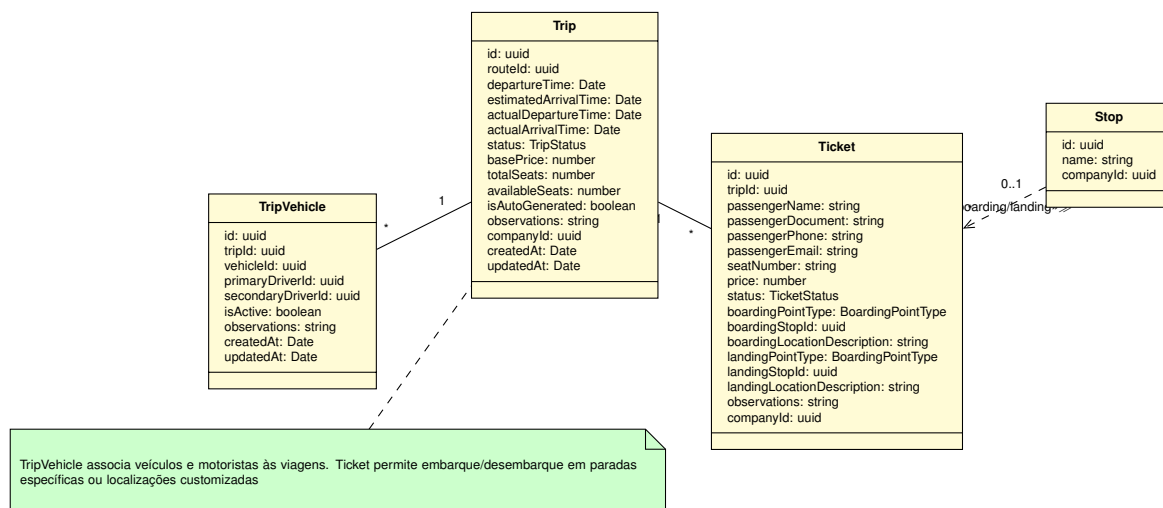 Trip
id: uuid
routeId: uuid
departureTime: Date
estimatedArrivalTime: Date
actualDepartureTime: Date
actualArrivalTime: Date
status: TripStatus
basePrice: number
totalSeats: number
availableSeats: number
isAutoGenerated: boolean
observations: string
companyId: uuid
createdAt: Date
updatedAt: Date
TripVehicle
id: uuid
tripId: uuid
vehicleId: uuid
primaryDriverId: uuid
secondaryDriverId: uuid
isActive: boolean
observations: string
createdAt: Date
updatedAt: Date
*
1
1
*
Ticket
id: uuid
tripId: uuid
passengerName: string
passengerDocument: string
passengerPhone: string
passengerEmail: string
seatNumber: string
price: number
status: TicketStatus
boardingPointType: BoardingPointType
boardingStopId: uuid
boardingLocationDescription: string
landingPointType: BoardingPointType
landingStopId: uuid
landingLocationDescription: string
observations: string
companyId: uuid
Stop
id: uuid
name: string
companyId: uuid
0..1
oarding/landing»
TripVehicle associa veículos e motoristas às viagens. Ticket permite embarque/desembarque em paradas
específicas ou localizações customizadas